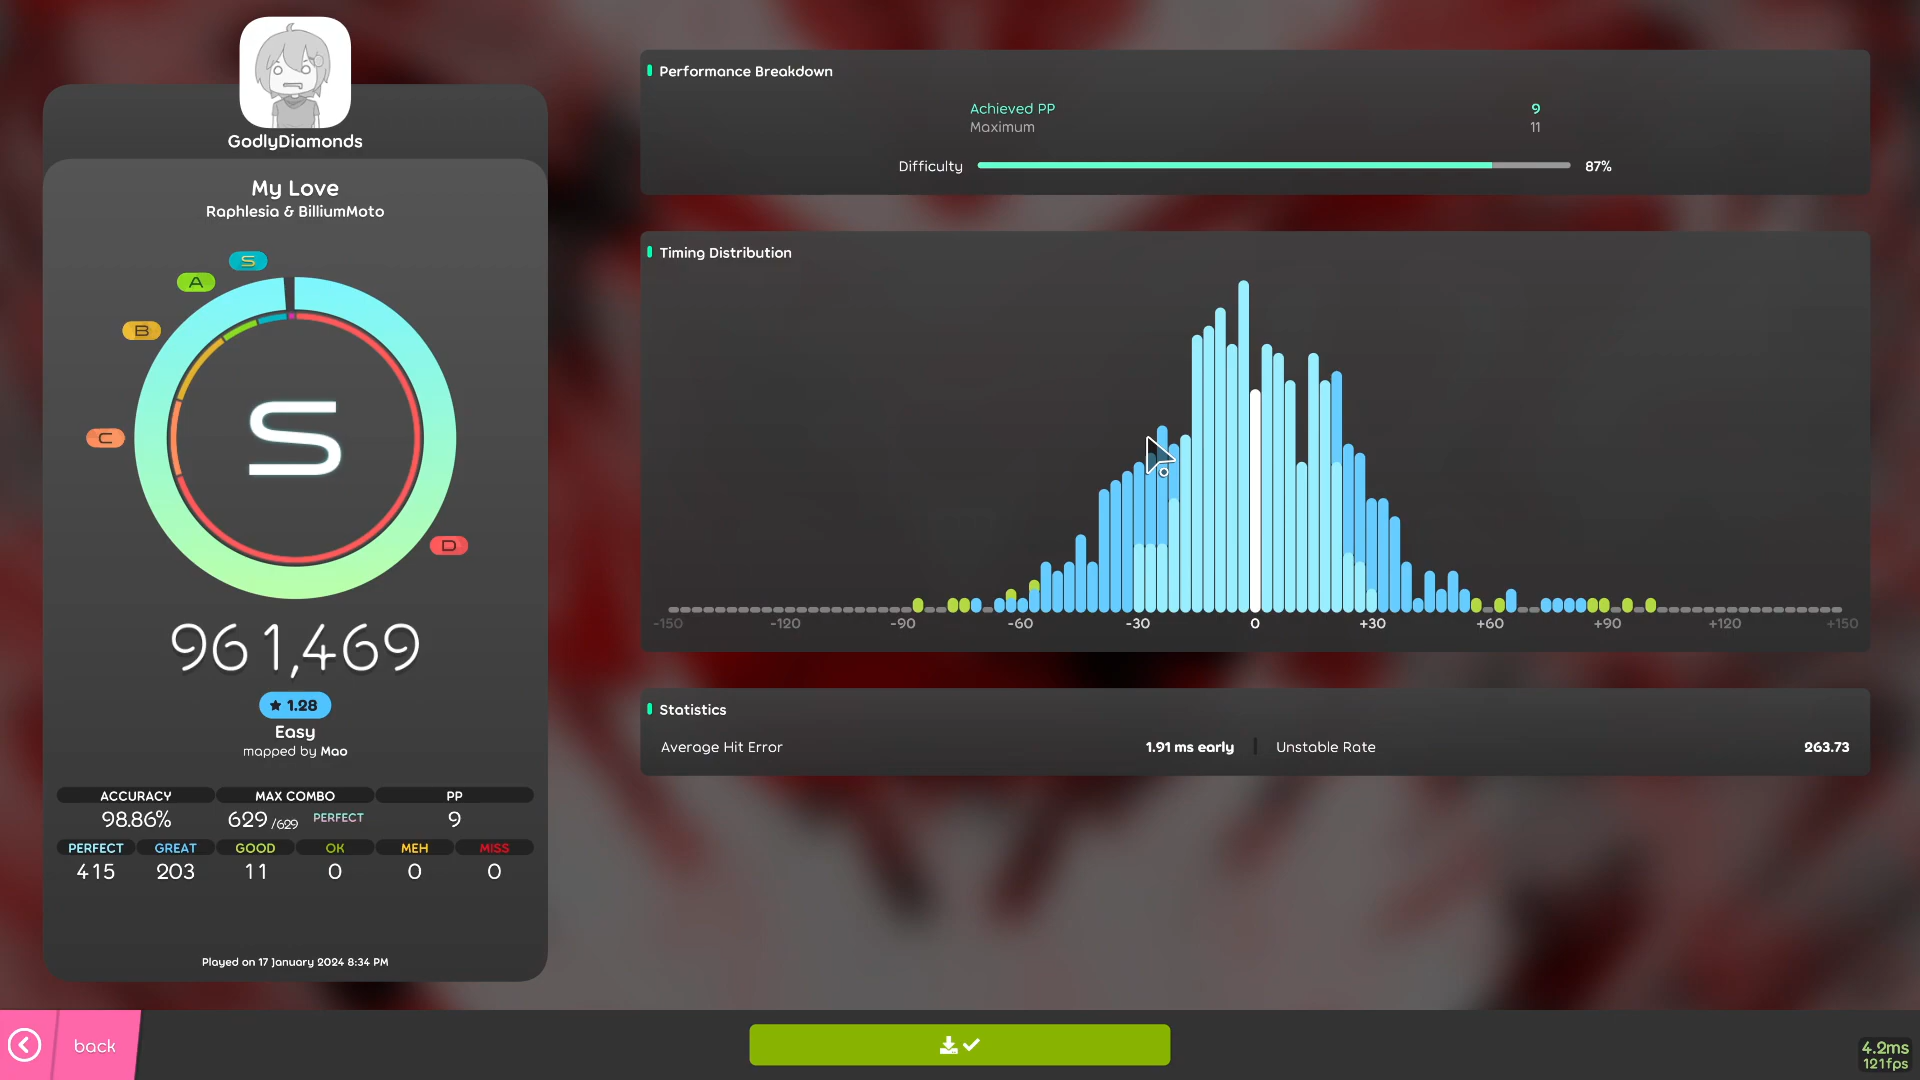 GodlyDiamonds
My Love
Raphlesia & BilliumMoto
S
A
B
C
D
S
961,469
1.28
Easy
mapped by Mao
ACCURACY MAX COMBO PP
98.86% 629/629 PERFECT 9
PERFECT GREAT GOOD OK MEH MISS
415 203 11 0 0 0
Played on 17 January 2024 8:34 PM
Performance Breakdown
Achieved PP 9
Maximum 11
Difficulty 87%
Timing Distribution
-150 -120 -90 -60 -30 0 +30 +60 +90 +120 +150
Statistics
Average Hit Error 1.91 ms early Unstable Rate 263.73
back
4.2ms
121fps